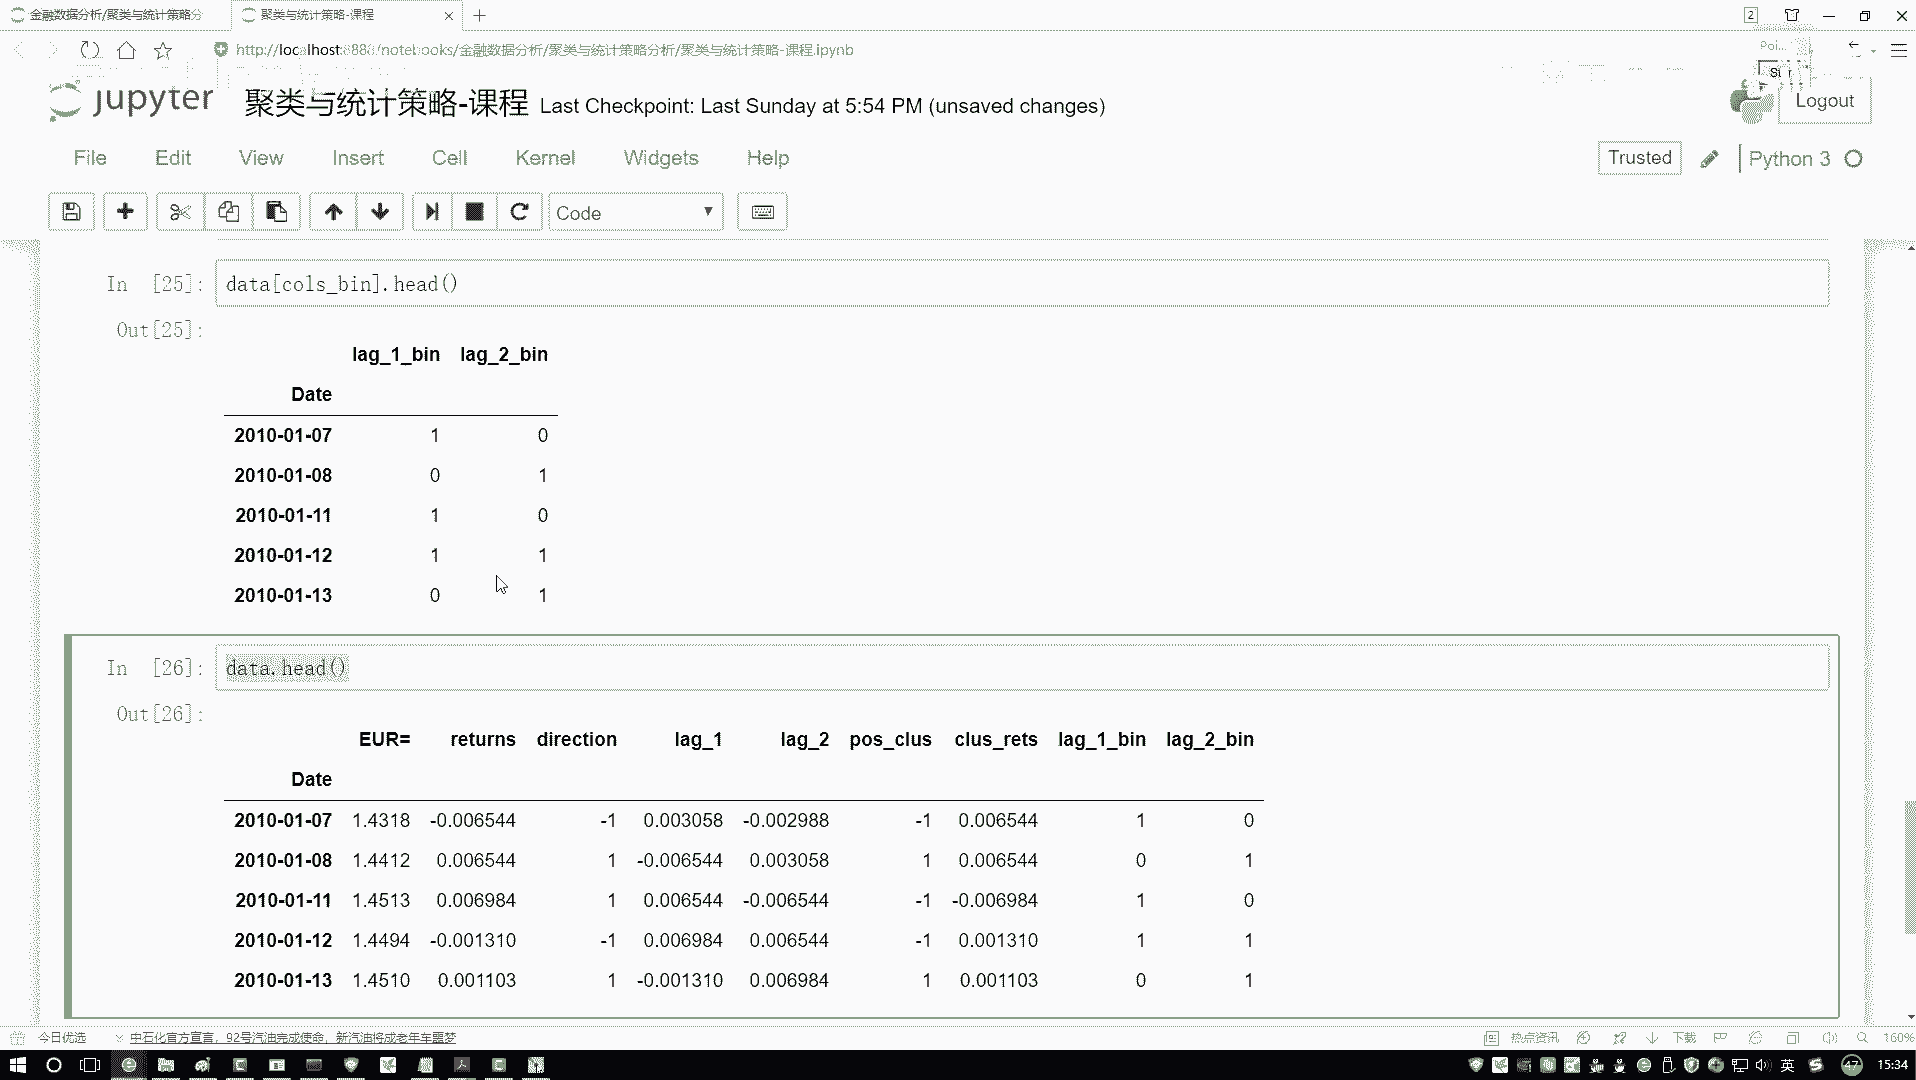 金融数据分析/聚类与统计策略分
聚类与统计策略-课程
2
http://localhost:8888/notebooks/金融数据分析/聚类与统计策略分析/聚类与统计策略-课程.ipynb
Poi...
jupyter 聚类与统计策略-课程 Last Checkpoint: Last Sunday at 5:54 PM (unsaved changes)
Logout
File Edit View Insert Cell Kernel Widgets Help
Trusted Python 3
Code
In [25]: data[cols_bin].head()
Out[25]:
lag_1_bin lag_2_bin
Date
2010-01-07 1 0
2010-01-08 0 1
2010-01-11 1 0
2010-01-12 1 1
2010-01-13 0 1
In [26]: data.head()
Out[26]:
EUR= returns direction lag_1 lag_2 pos_clus clus_rets lag_1_bin lag_2_bin
Date
2010-01-07 1.4318 -0.006544 -1 0.003058 -0.002988 -1 0.006544 1 0
2010-01-08 1.4412 0.006544 1 -0.006544 0.003058 1 0.006544 0 1
2010-01-11 1.4513 0.006984 1 0.006544 -0.006544 -1 -0.006984 1 0
2010-01-12 1.4494 -0.001310 -1 0.006984 0.006544 -1 0.001310 1 1
2010-01-13 1.4510 0.001103 1 -0.001310 0.006984 1 0.001103 0 1
今日优选 中石化官方宣言，92号汽油完成使命，新汽油将成老年车噩梦
热点资讯 下载 160%
英 47 15:34